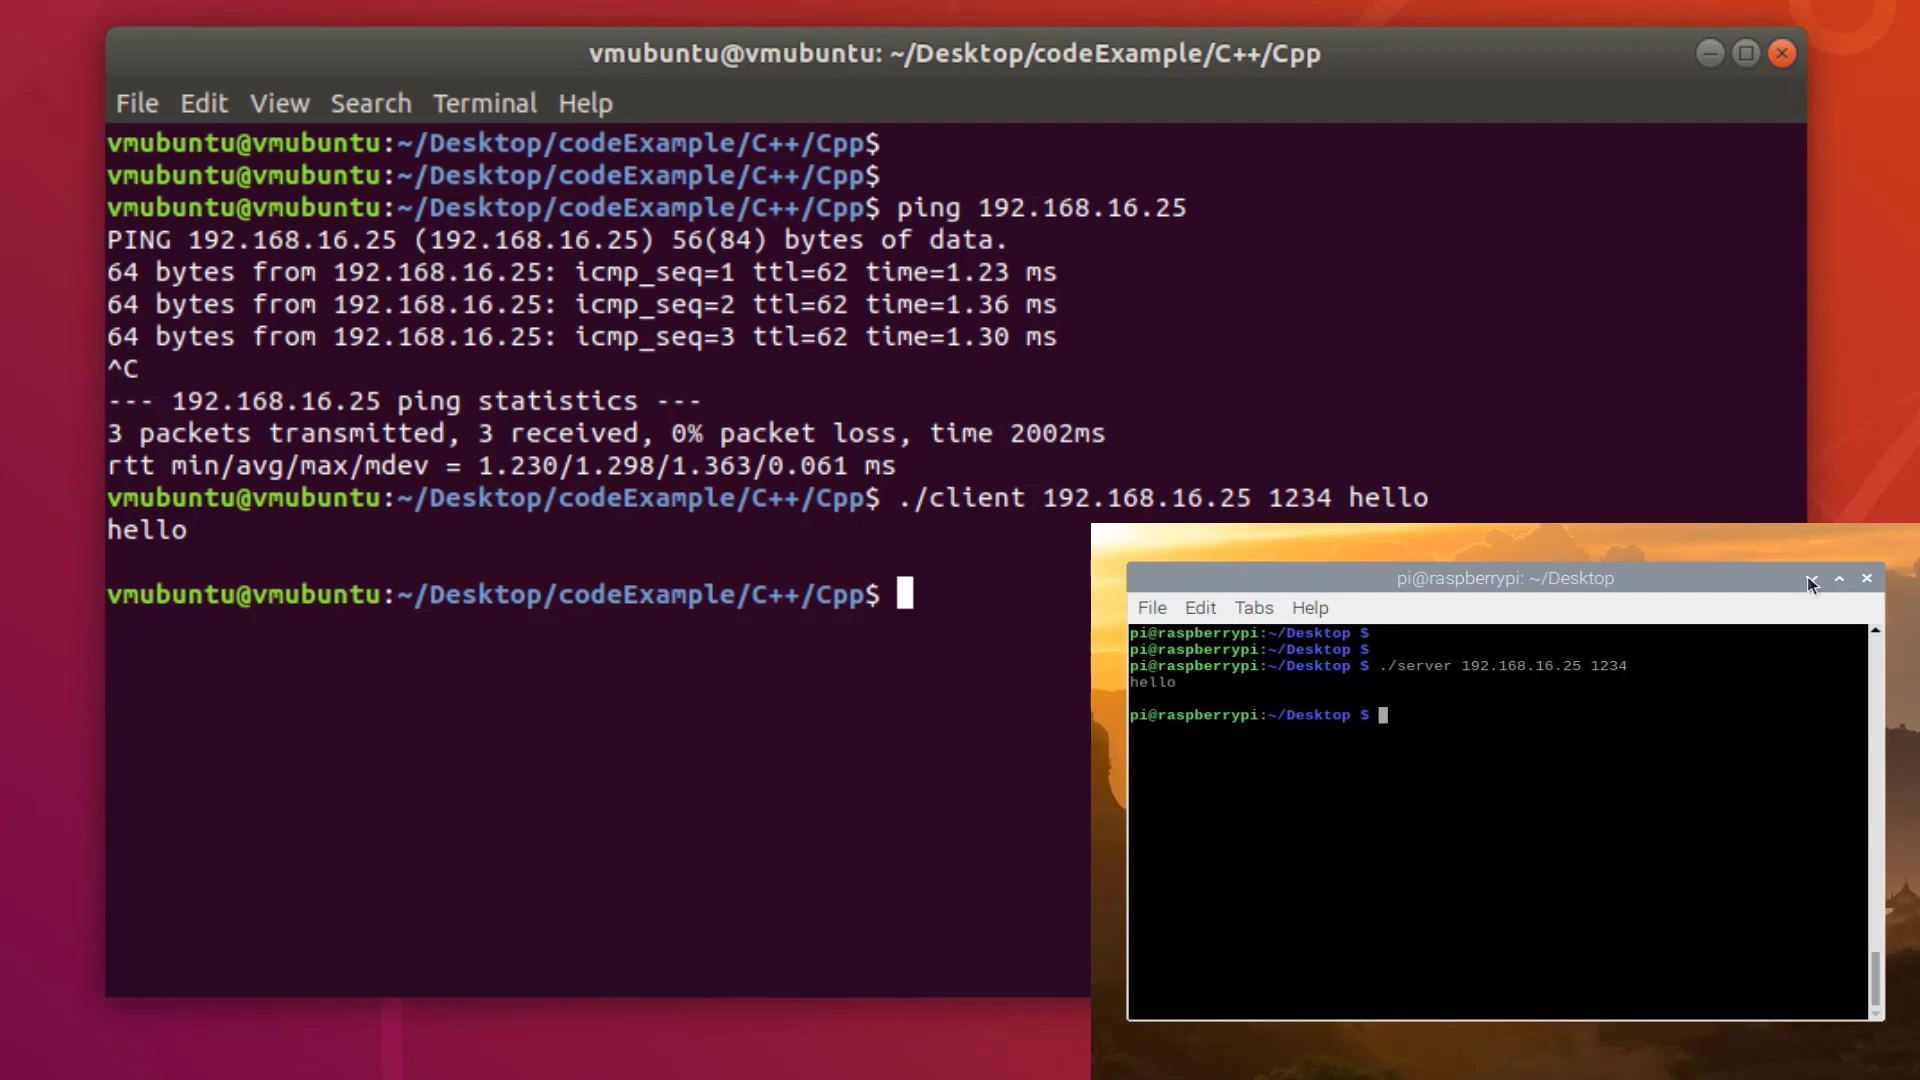 vmubuntu@vmubuntu: ~/Desktop/codeExample/C++/Cpp
File Edit View Search Terminal Help
vmubuntu@vmubuntu:~/Desktop/codeExample/C++/Cpp$
vmubuntu@vmubuntu:~/Desktop/codeExample/C++/Cpp$
vmubuntu@vmubuntu:~/Desktop/codeExample/C++/Cpp$ ping 192.168.16.25
PING 192.168.16.25 (192.168.16.25) 56(84) bytes of data.
64 bytes from 192.168.16.25: icmp_seq=1 ttl=62 time=1.23 ms
64 bytes from 192.168.16.25: icmp_seq=2 ttl=62 time=1.36 ms
64 bytes from 192.168.16.25: icmp_seq=3 ttl=62 time=1.30 ms
^C
--- 192.168.16.25 ping statistics ---
3 packets transmitted, 3 received, 0% packet loss, time 2002ms
rtt min/avg/max/mdev = 1.230/1.298/1.363/0.061 ms
vmubuntu@vmubuntu:~/Desktop/codeExample/C++/Cpp$ ./client 192.168.16.25 1234 hello
hello
vmubuntu@vmubuntu:~/Desktop/codeExample/C++/Cpp$
pi@raspberrypi: ~/Desktop
File Edit Tabs Help
pi@raspberrypi:~/Desktop $
pi@raspberrypi:~/Desktop $
pi@raspberrypi:~/Desktop $ ./server 192.168.16.25 1234
hello
pi@raspberrypi:~/Desktop $